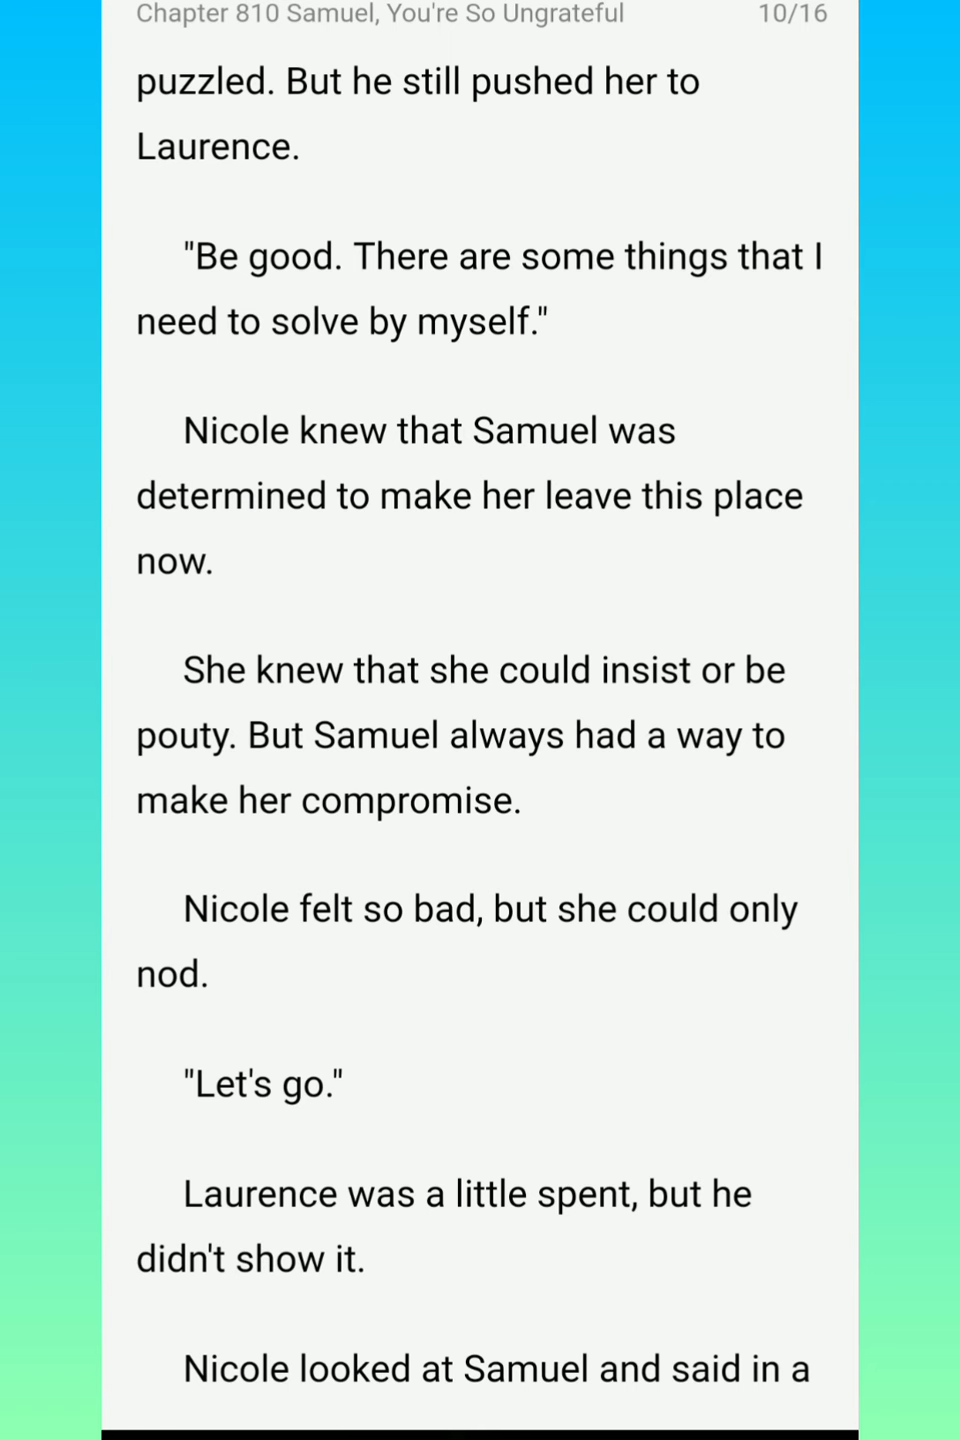 Chapter 810 Samuel, You're So Ungrateful 10/16
puzzled. But he still pushed her to
Laurence.
"Be good. There are some things that I
need to solve by myself."
Nicole knew that Samuel was
determined to make her leave this place
now.
She knew that she could insist or be
pouty. But Samuel always had a way to
make her compromise.
Nicole felt so bad, but she could only
nod.
"Let's go."
Laurence was a little spent, but he
didn't show it.
Nicole looked at Samuel and said in a